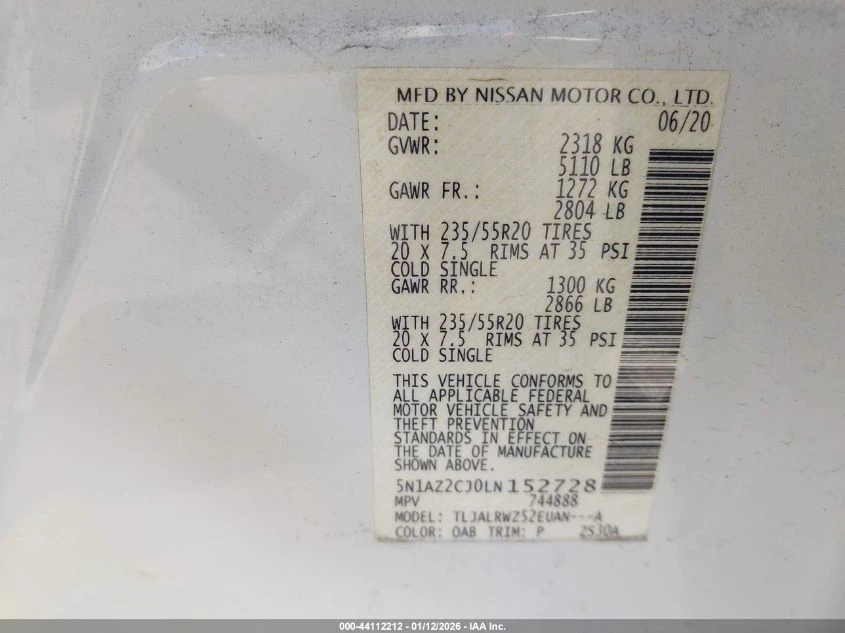 MFD BY NISSAN MOTOR CO., LTD.
DATE: 06/20
GVWR: 2318 KG
5110 LB
GAWR FR.: 1272 KG
2804 LB
WITH 235/55R20 TIRES
20 X 7.5 RIMS AT 35 PSI
COLD SINGLE
GAWR RR.: 1300 KG
2866 LB
WITH 235/55R20 TIRES
20 X 7.5 RIMS AT 35 PSI
COLD SINGLE
THIS VEHICLE CONFORMS TO
ALL APPLICABLE FEDERAL
MOTOR VEHICLE SAFETY AND
THEFT PREVENTION
STANDARDS IN EFFECT ON
THE DATE OF MANUFACTURE
SHOWN ABOVE.
5N1AZ2CJ0LN152728
MPV 744888
MODEL: TLJALRWZ52EUAN---A
COLOR: QAB TRIM: P ZS30A
000-44112212 - 01/12/2026 - IAA Inc.